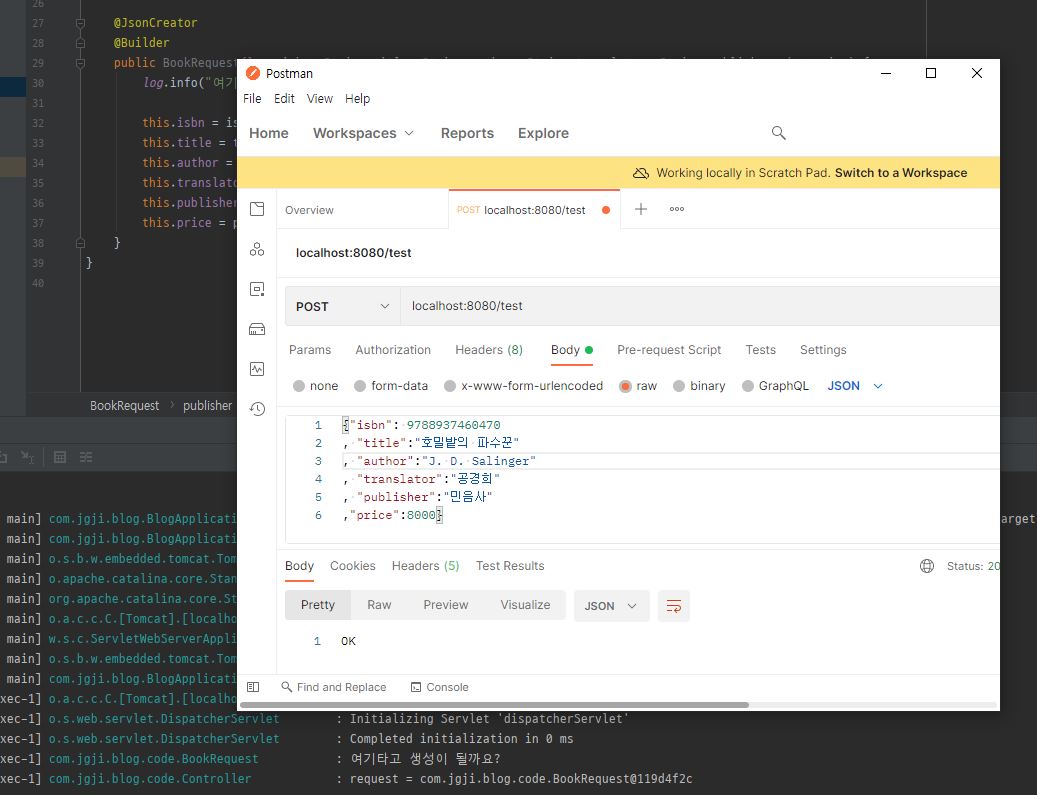 26
27 @JsonCreator
28 @Builder
29 public BookRequest
30 log.info("여기
31
32 this.isbn = is
33 this.title = t
34 this.author =
35 this.translato
36 this.publisher
37 this.price = p
38 }
39 }
40
BookRequest > publisher
Postman
File Edit View Help
Home Workspaces Reports Explore
Working locally in Scratch Pad. Switch to a Workspace
Overview POST localhost:8080/test + ooo
localhost:8080/test
POST localhost:8080/test
Params Authorization Headers (8) Body Pre-request Script Tests Settings
none form-data x-www-form-urlencoded raw binary GraphQL JSON
1 {"isbn": 9788937460470
2 , "title":"호밀밭의 파수꾼"
3 , "author":"J. D. Salinger"
4 , "translator":"공경희"
5 , "publisher":"민음사"
6 ,"price":8000}
Body Cookies Headers (5) Test Results Status: 20
Pretty Raw Preview Visualize JSON
1 OK
Find and Replace Console
main] com.jgji.blog.BlogApplicati arget
main] com.jgji.blog.BlogApplicati
main] o.s.b.w.embedded.tomcat.Tom
main] o.apache.catalina.core.Stan
main] org.apache.catalina.core.St
main] o.a.c.c.C.[Tomcat].[localho
main] w.s.c.ServletWebServerAppli
main] o.s.b.w.embedded.tomcat.Tom
main] com.jgji.blog.BlogApplicati
xec-1] o.a.c.c.C.[Tomcat].[localho
xec-1] o.s.web.servlet.DispatcherServlet : Initializing Servlet 'dispatcherServlet'
xec-1] o.s.web.servlet.DispatcherServlet : Completed initialization in 0 ms
xec-1] com.jgji.blog.code.BookRequest : 여기타고 생성이 될까요?
xec-1] com.jgji.blog.code.Controller : request = com.jgji.blog.code.BookRequest@119d4f2c